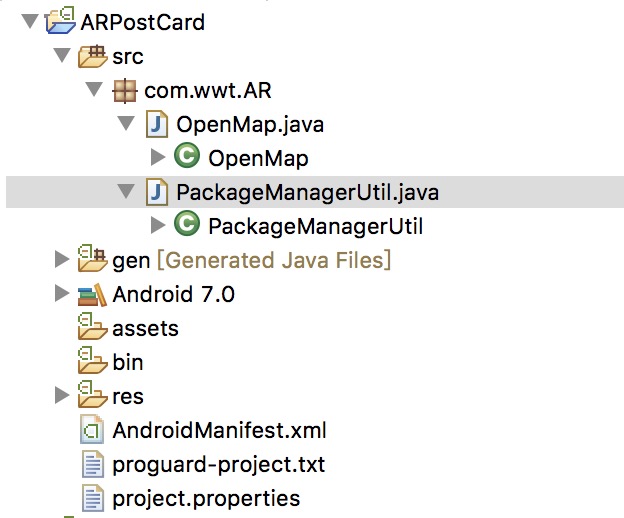 ARPostCard
src
com.wwt.AR
J OpenMap.java
C OpenMap
J PackageManagerUtil.java
C PackageManagerUtil
gen [Generated Java Files]
Android 7.0
assets
bin
res
a AndroidManifest.xml
proguard-project.txt
project.properties